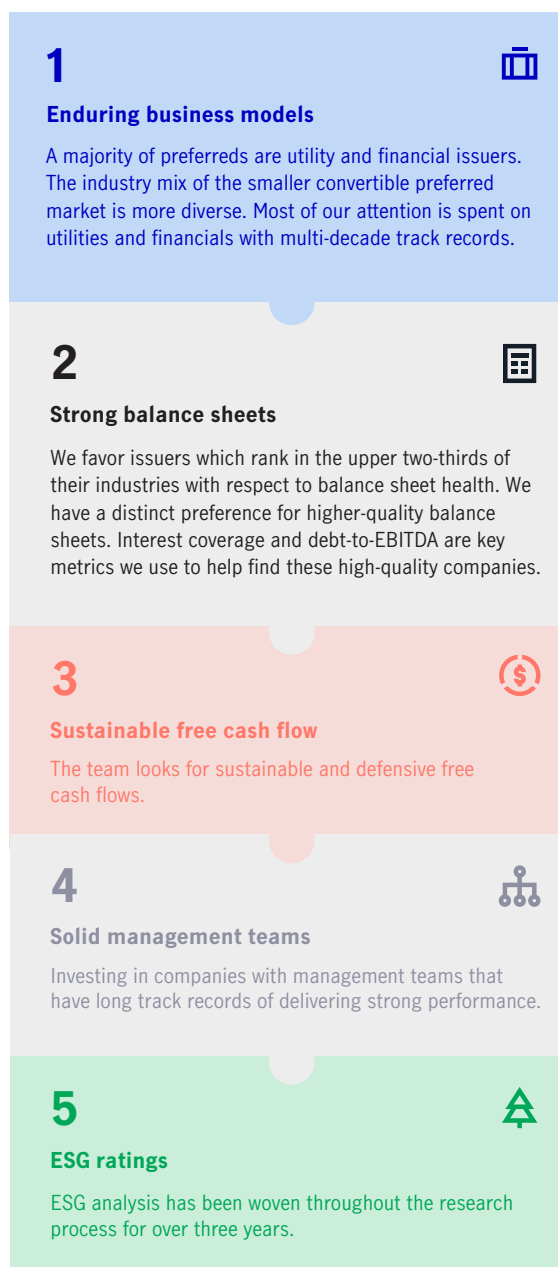 1
Enduring business models
A majority of preferreds are utility and financial issuers.
The industry mix of the smaller convertible preferred
market is more diverse. Most of our attention is spent on
utilities and financials with multi-decade track records.
2
Strong balance sheets
We favor issuers which rank in the upper two-thirds of
their industries with respect to balance sheet health. We
have a distinct preference for higher-quality balance
sheets. Interest coverage and debt-to-EBITDA are key
metrics we use to help find these high-quality companies.
3
$
Sustainable free cash flow
The team looks for sustainable and defensive free
cash flows.
4
Solid management teams
Investing in companies with management teams that
have long track records of delivering strong performance.
5
ESG ratings
ESG analysis has been woven throughout the research
process for over three years.